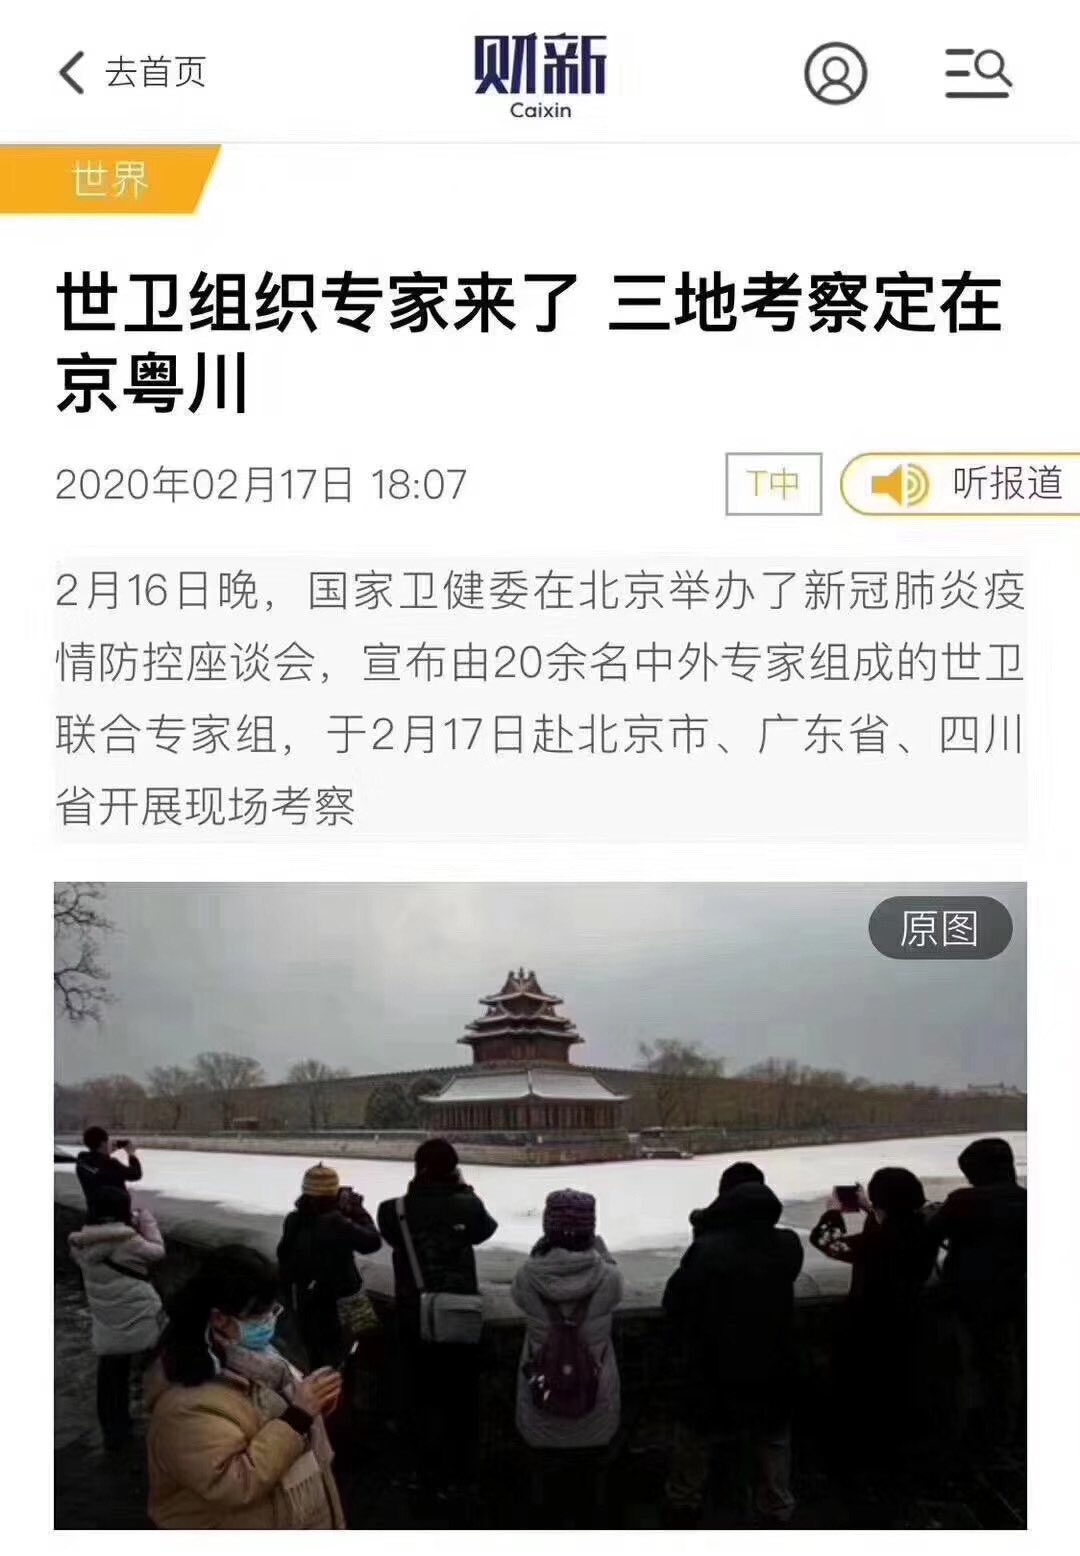 去首页
财新
Caixin
世界
世卫组织专家来了 三地考察定在
京粤川
2020年02月17日 18:07
T中
听报道
2月16日晚，国家卫健委在北京举办了新冠肺炎疫
情防控座谈会，宣布由20余名中外专家组成的世卫
联合专家组，于2月17日赴北京市、广东省、四川
省开展现场考察
原图